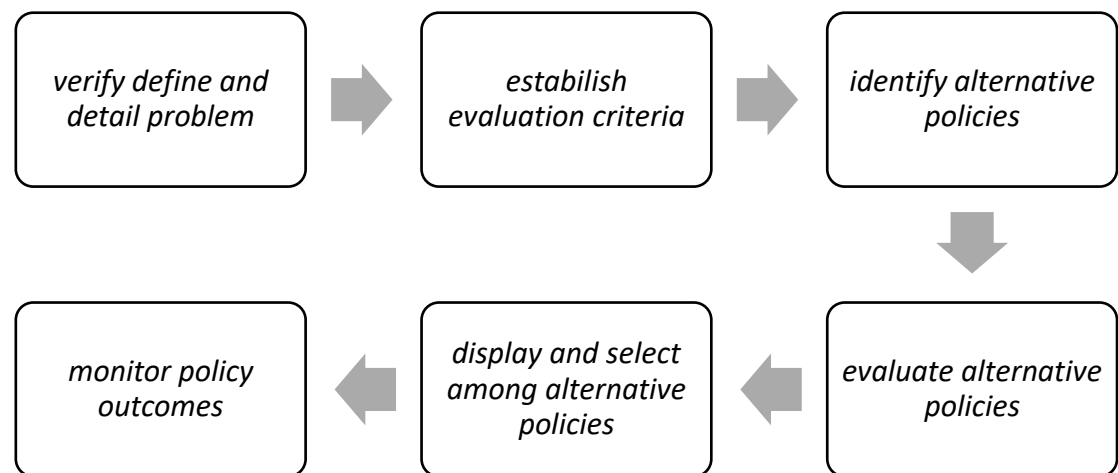 verify define and
detail problem
estabilish
evaluation criteria
identify alternative
policies
evaluate alternative
policies
display and select
among alternative
policies
monitor policy
outcomes